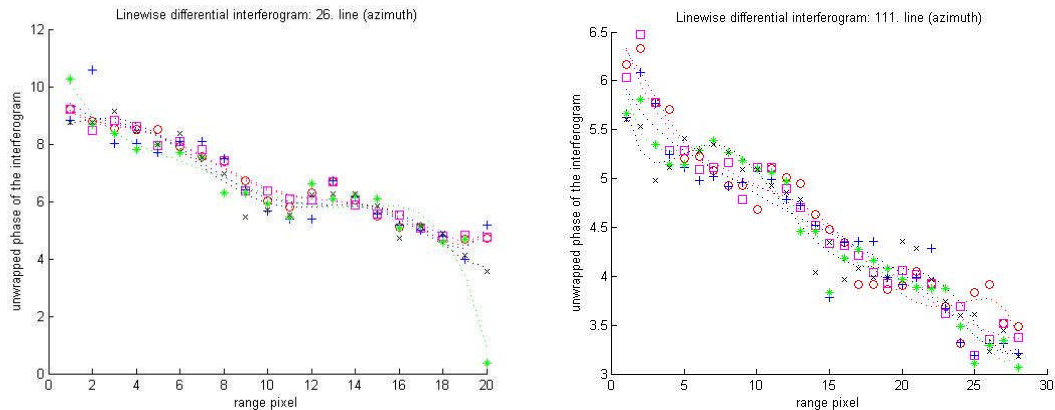 Linewise differential interferogram: 26. line (azimuth)
unwrapped phase of the interferogram
12
10
8
6
4
2
0
0 2 4 6 8 10 12 14 16 18 20
range pixel
Linewise differential interferogram: 111. line (azimuth)
unwrapped phase of the interferogram
6.5
6
5.5
5
4.5
4
3.5
3
0 5 10 15 20 25 30
range pixel